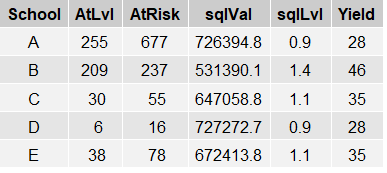 School AtLvl AtRisk sqlVal sqlLvl Yield
A 255 677 726394.8 0.9 28
B 209 237 531390.1 1.4 46
C 30 55 647058.8 1.1 35
D 6 16 727272.7 0.9 28
E 38 78 672413.8 1.1 35